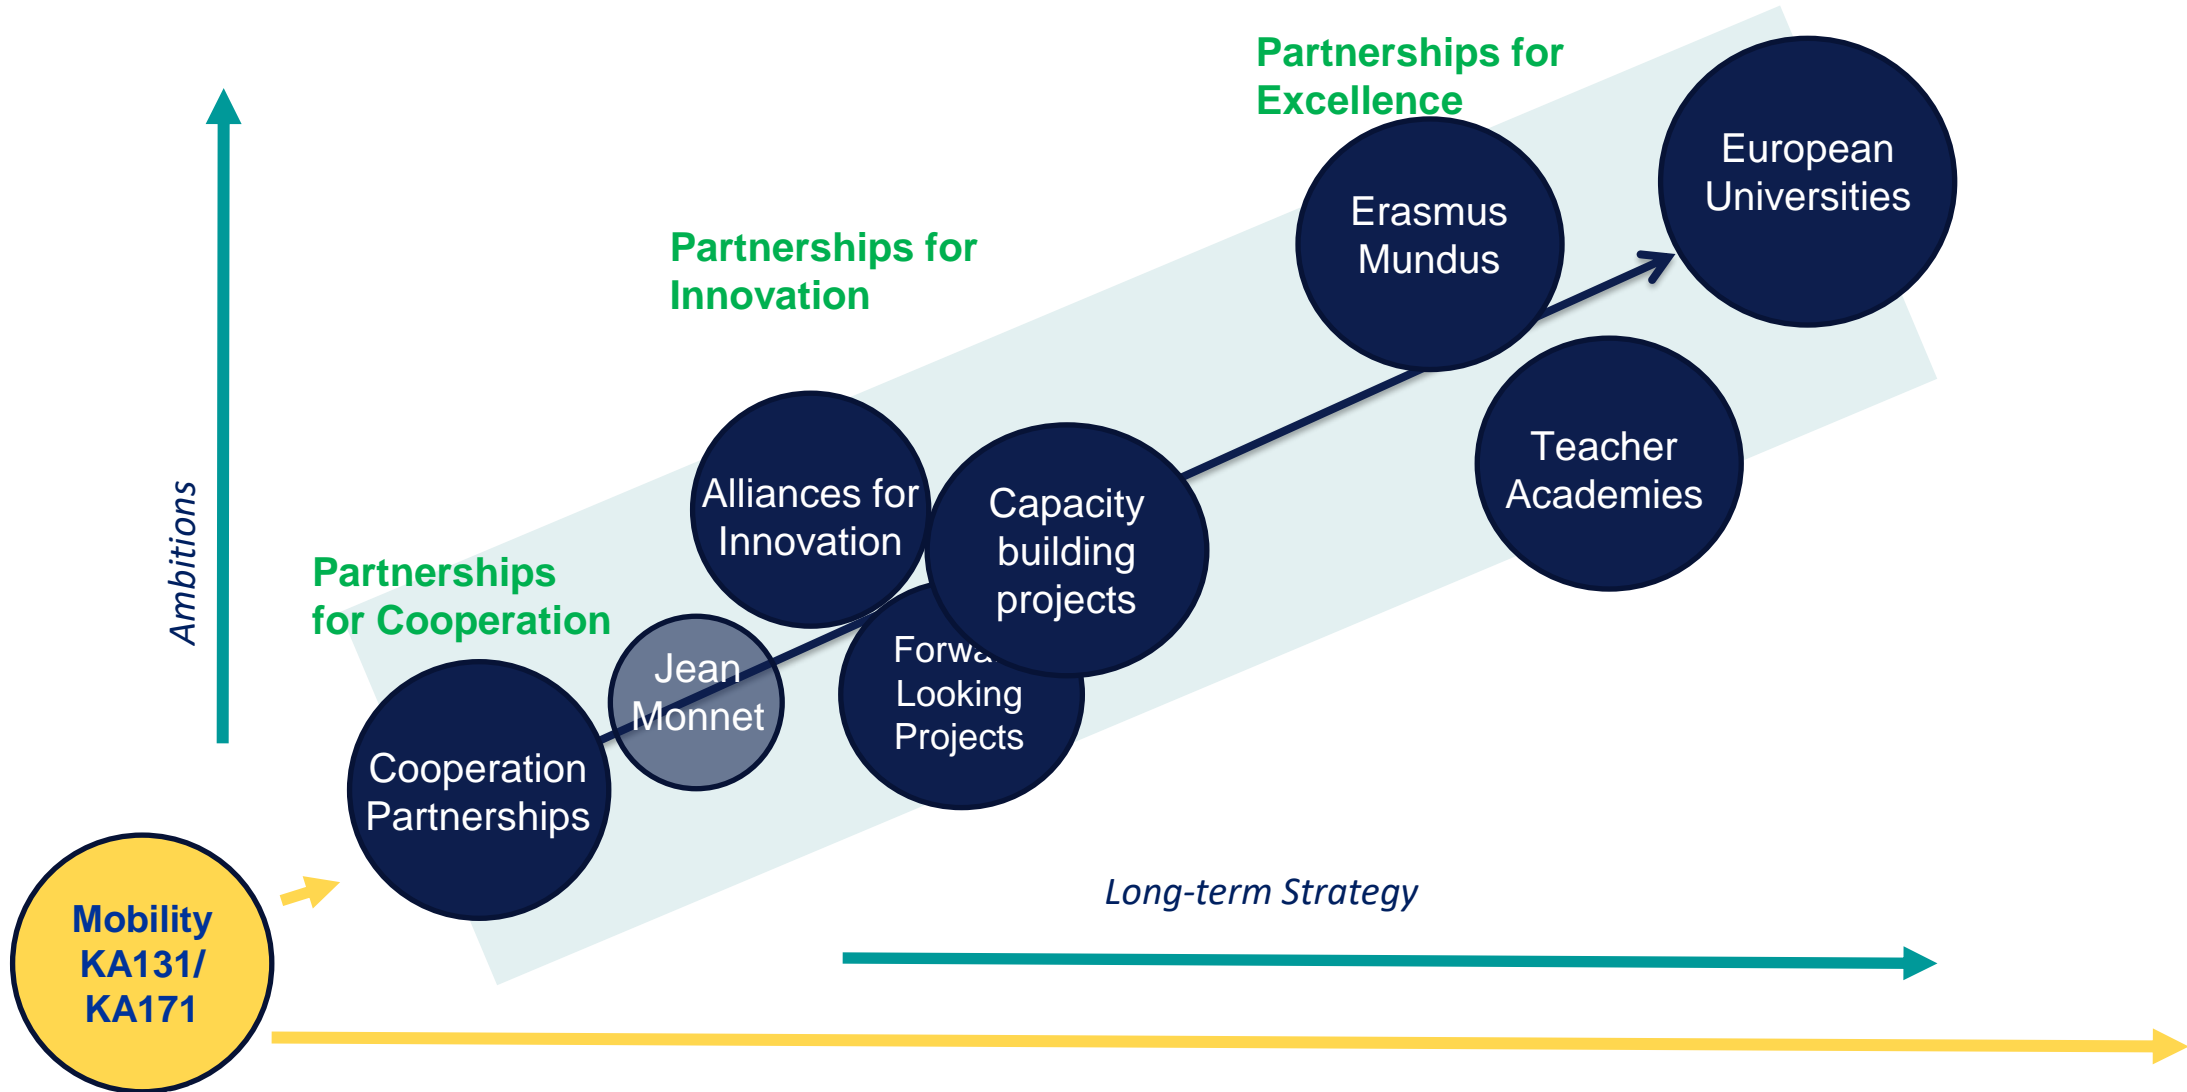 Partnerships for
Excellence
European
Universities
Erasmus
Mundus
Partnerships for
Innovation
Teacher
Academies
Alliances for
Innovation
Capacity
building
projects
Ambitions
Partnerships
for Cooperation
Jean
Monnet
Looking
Projects
Cooperation
Partnerships
Long-term Strategy
Mobility
KA131/
KA171